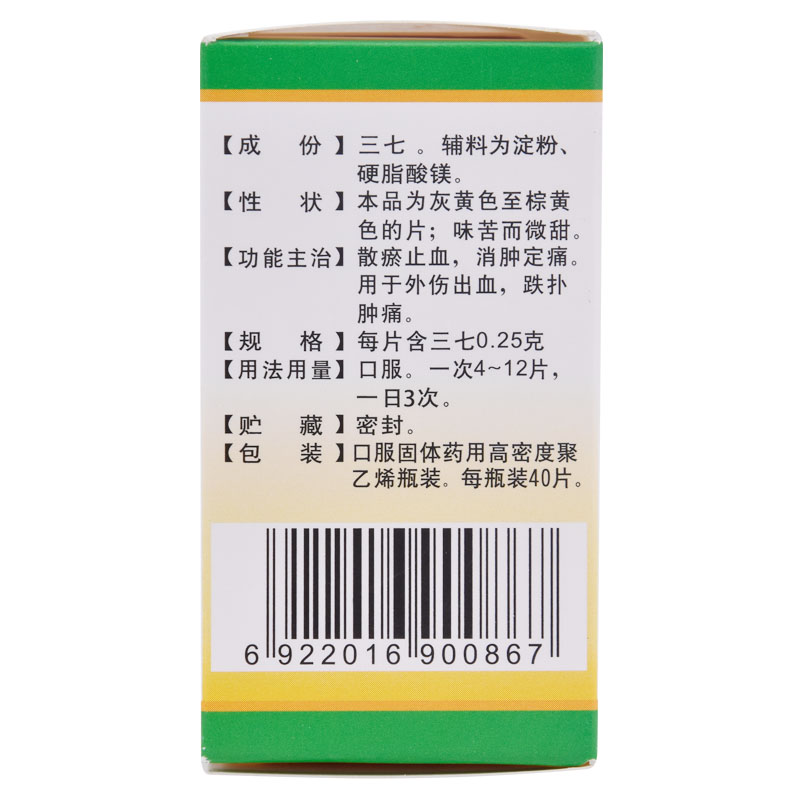 【成 份】三七 。辅料为淀粉、
硬脂酸镁。
【性 状】本品为灰黄色至棕黄
色的片；味苦而微甜。
【功能主治】散瘀止血，消肿定痛。
用于外伤出血，跌扑
肿痛。
【规 格】每片含三七0.25克
【用法用量】口服。一次4~12片，
一日3次。
【贮 藏】密封。
【包 装】口服固体药用高密度聚
乙烯瓶装。每瓶装40片。
6 922016 900867